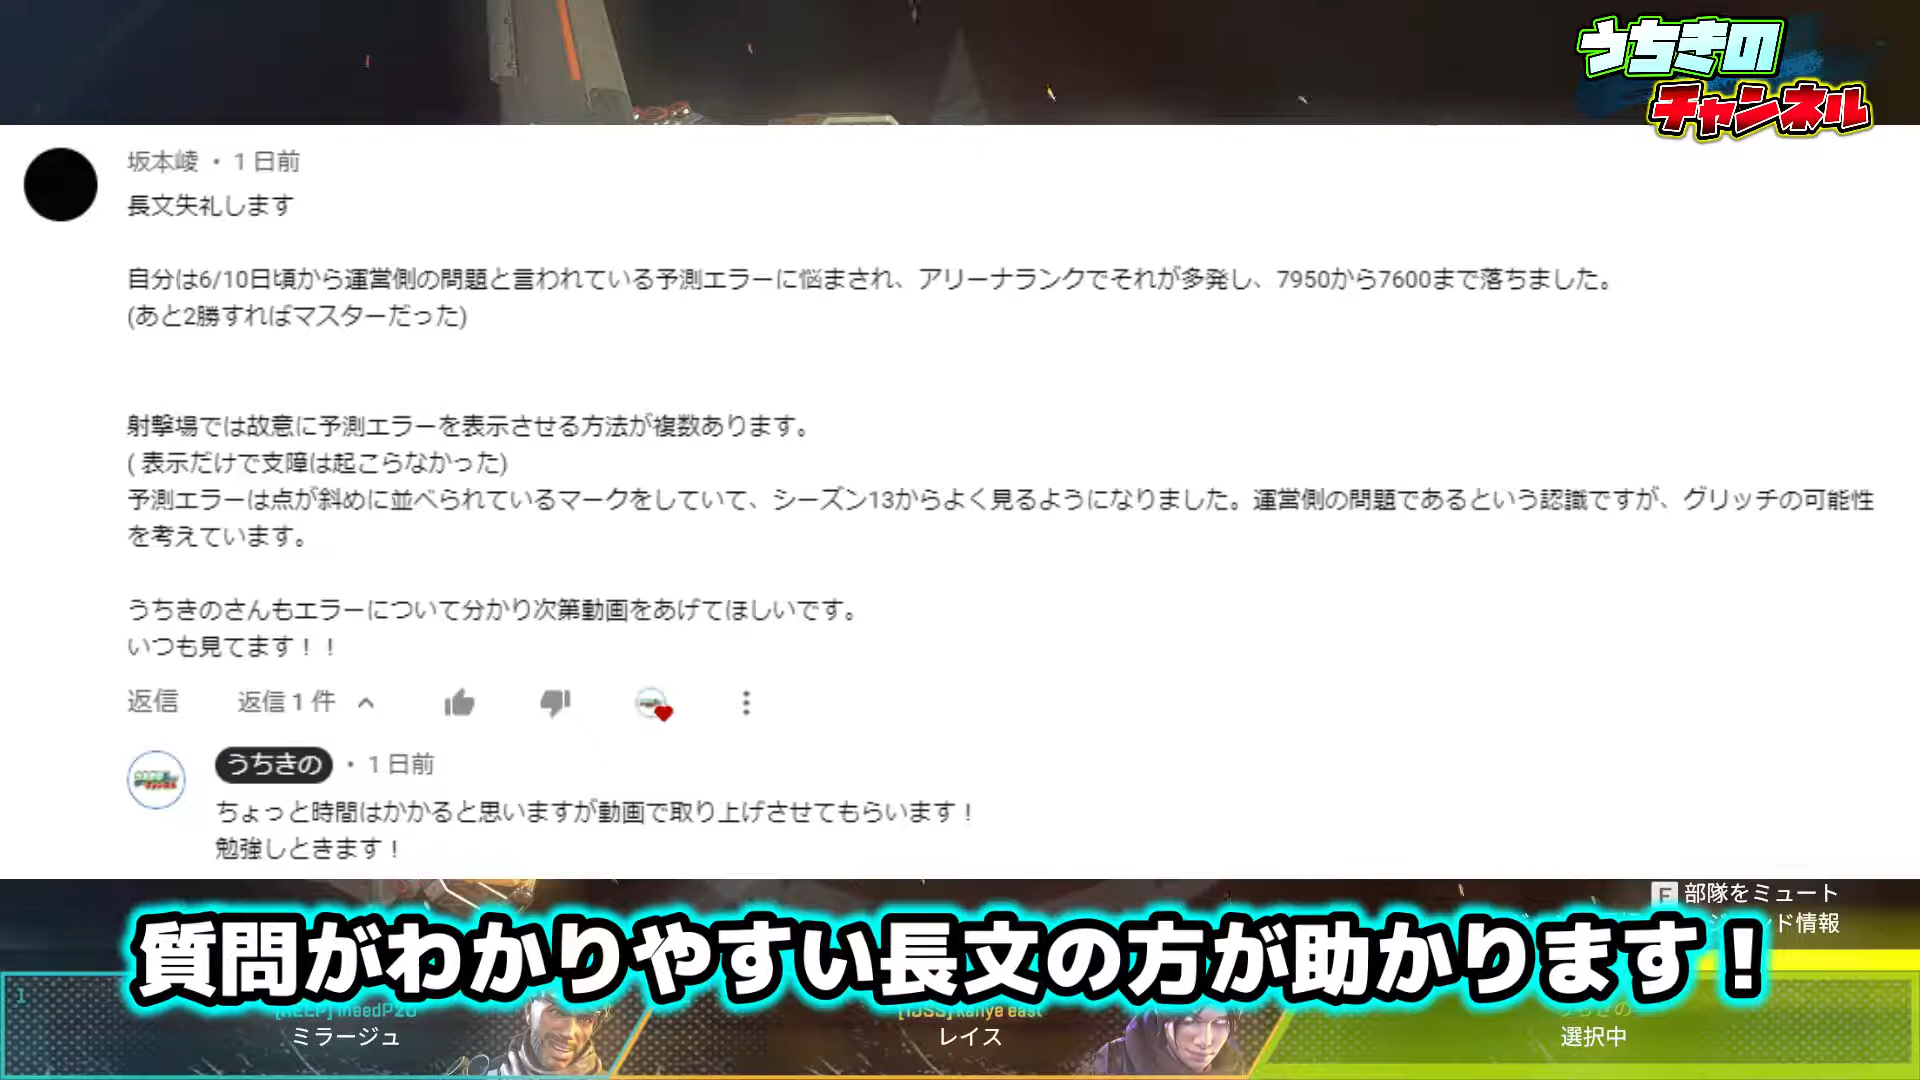 うちきの
チャンネル
坂本崚 ・ 1 日前
長文失礼します
自分は6/10日頃から運営側の問題と言われている予測エラーに悩まされ、アリーナランクでそれが多発し、7950から7600まで落ちました。
(あと2勝すればマスターだった)
射撃場では故意に予測エラーを表示させる方法が複数あります。
( 表示だけで支障は起こらなかった)
予測エラーは点が斜めに並べられているマークをしていて、シーズン13からよく見るようになりました。運営側の問題であるという認識ですが、グリッチの可能性
を考えています。
うちきのさんもエラーについて分かり次第動画をあげてほしいです。
いつも見てます！！
返信 返信 1 件
うちきの ・ 1 日前
ちょっと時間はかかると思いますが動画で取り上げさせてもらいます！
勉強しときます！
F 部隊をミュート
ンド情報
質問がわかりやすい長文の方が助かります！
1
ミラージュ
レイス
うちきの
選択中